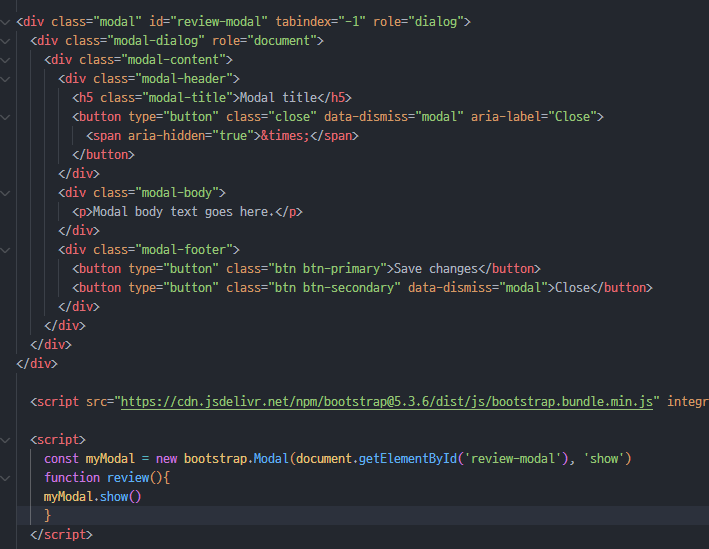 <div class="modal" id="review-modal" tabindex="-1" role="dialog">
<div class="modal-dialog" role="document">
<div class="modal-content">
<div class="modal-header">
<h5 class="modal-title">Modal title</h5>
<button type="button" class="close" data-dismiss="modal" aria-label="Close">
<span aria-hidden="true">&times;</span>
</button>
</div>
<div class="modal-body">
<p>Modal body text goes here.</p>
</div>
<div class="modal-footer">
<button type="button" class="btn btn-primary">Save changes</button>
<button type="button" class="btn btn-secondary" data-dismiss="modal">Close</button>
</div>
</div>
</div>
</div>
<script src="https://cdn.jsdelivr.net/npm/bootstrap@5.3.6/dist/js/bootstrap.bundle.min.js" integr
<script>
const myModal = new bootstrap.Modal(document.getElementById('review-modal'), 'show')
function review(){
myModal.show()
}
</script>